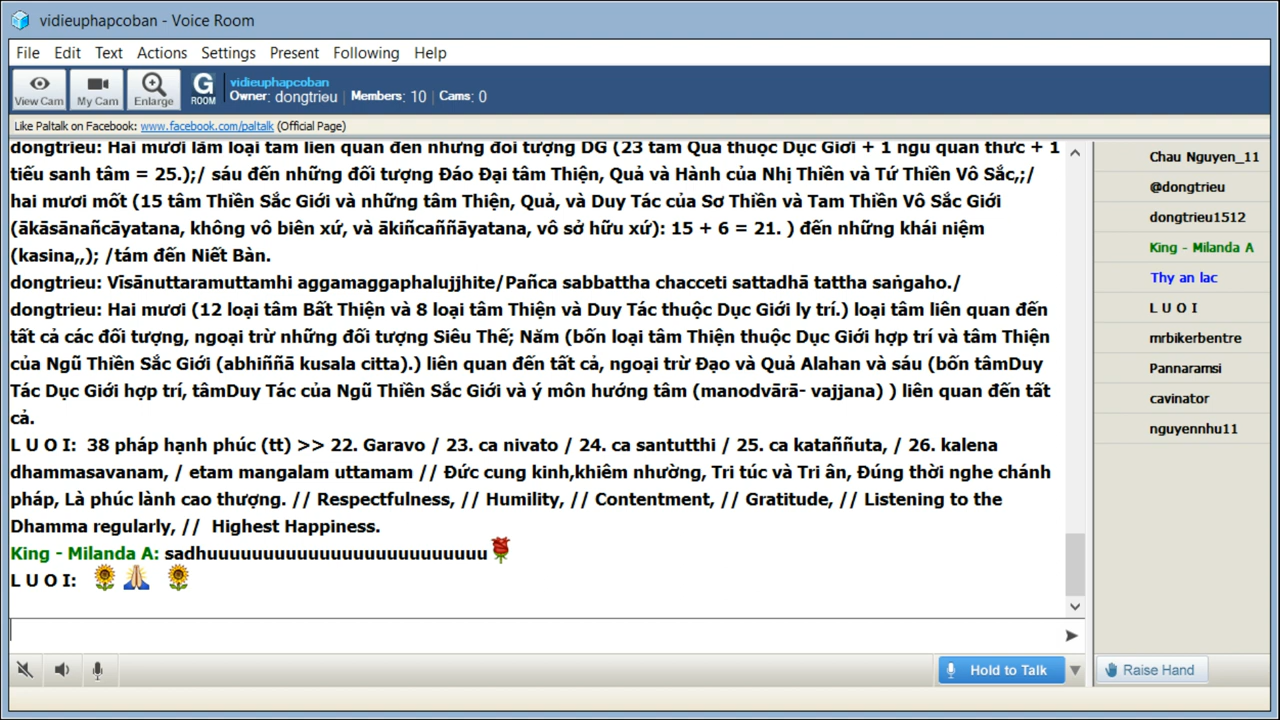 vidieuphapcoban - Voice Room
File Edit Text Actions Settings Present Following Help
View Cam My Cam Enlarge G ROOM
vidieuphapcoban
Owner: dongtrieu Members: 10 Cams: 0
Like Paltalk on Facebook: www.facebook.com/paltalk (Official Page)
dongtrieu: Hai mươi lăm loại tâm liên quan đến những đối tượng DG (23 tâm Quả thuộc Dục Giới + 1 ngũ quan thức + 1
tiếu sanh tâm = 25.);/ sáu đến những đối tượng Đáo Đại tâm Thiện, Quả và Hành của Nhị Thiền và Tứ Thiền Vô Sắc,;/
hai mươi mốt (15 tâm Thiền Sắc Giới và những tâm Thiện, Quả, và Duy Tác của Sơ Thiền và Tam Thiền Vô Sắc Giới
(ākāsānañcāyatana, không vô biên xứ, và ākiñcaññāyatana, vô sở hữu xứ): 15 + 6 = 21. ) đến những khái niệm
(kasina,,); /tám đến Niết Bàn.
dongtrieu: Vīsānuttaramuttamhi aggamaggaphalujjhite/Pañca sabbattha chacceti sattadhā tattha saṅgaho./
dongtrieu: Hai mươi (12 loại tâm Bất Thiện và 8 loại tâm Thiện và Duy Tác thuộc Dục Giới ly trí.) loại tâm liên quan đến
tất cả các đối tượng, ngoại trừ những đối tượng Siêu Thế; Năm (bốn loại tâm Thiện thuộc Dục Giới hợp trí và tâm Thiện
của Ngũ Thiền Sắc Giới (abhiññā kusala citta).) liên quan đến tất cả, ngoại trừ Đạo và Quả Alahan và sáu (bốn tâmDuy
Tác Dục Giới hợp trí, tâmDuy Tác của Ngũ Thiền Sắc Giới và ý môn hướng tâm (manodvārā- vajjana) ) liên quan đến tất
cả.
L U O I: 38 pháp hạnh phúc (tt) >> 22. Garavo / 23. ca nivato / 24. ca santutthi / 25. ca kataññuta, / 26. kalena
dhammasavanam, / etam mangalam uttamam // Đức cung kinh,khiêm nhường, Tri túc và Tri ân, Đúng thời nghe chánh
pháp, Là phúc lành cao thượng. // Respectfulness, // Humility, // Contentment, // Gratitude, // Listening to the
Dhamma regularly, // Highest Happiness.
King - Milanda A: sadhuuuuuuuuuuuuuuuuuuuuuuuuu
L U O I:
Chau Nguyen_11
@dongtrieu
dongtrieu1512
King - Milanda A
Thy an lac
L U O I
mrbikerbentre
Pannaramsi
cavinator
nguyennhu11
Hold to Talk
Raise Hand